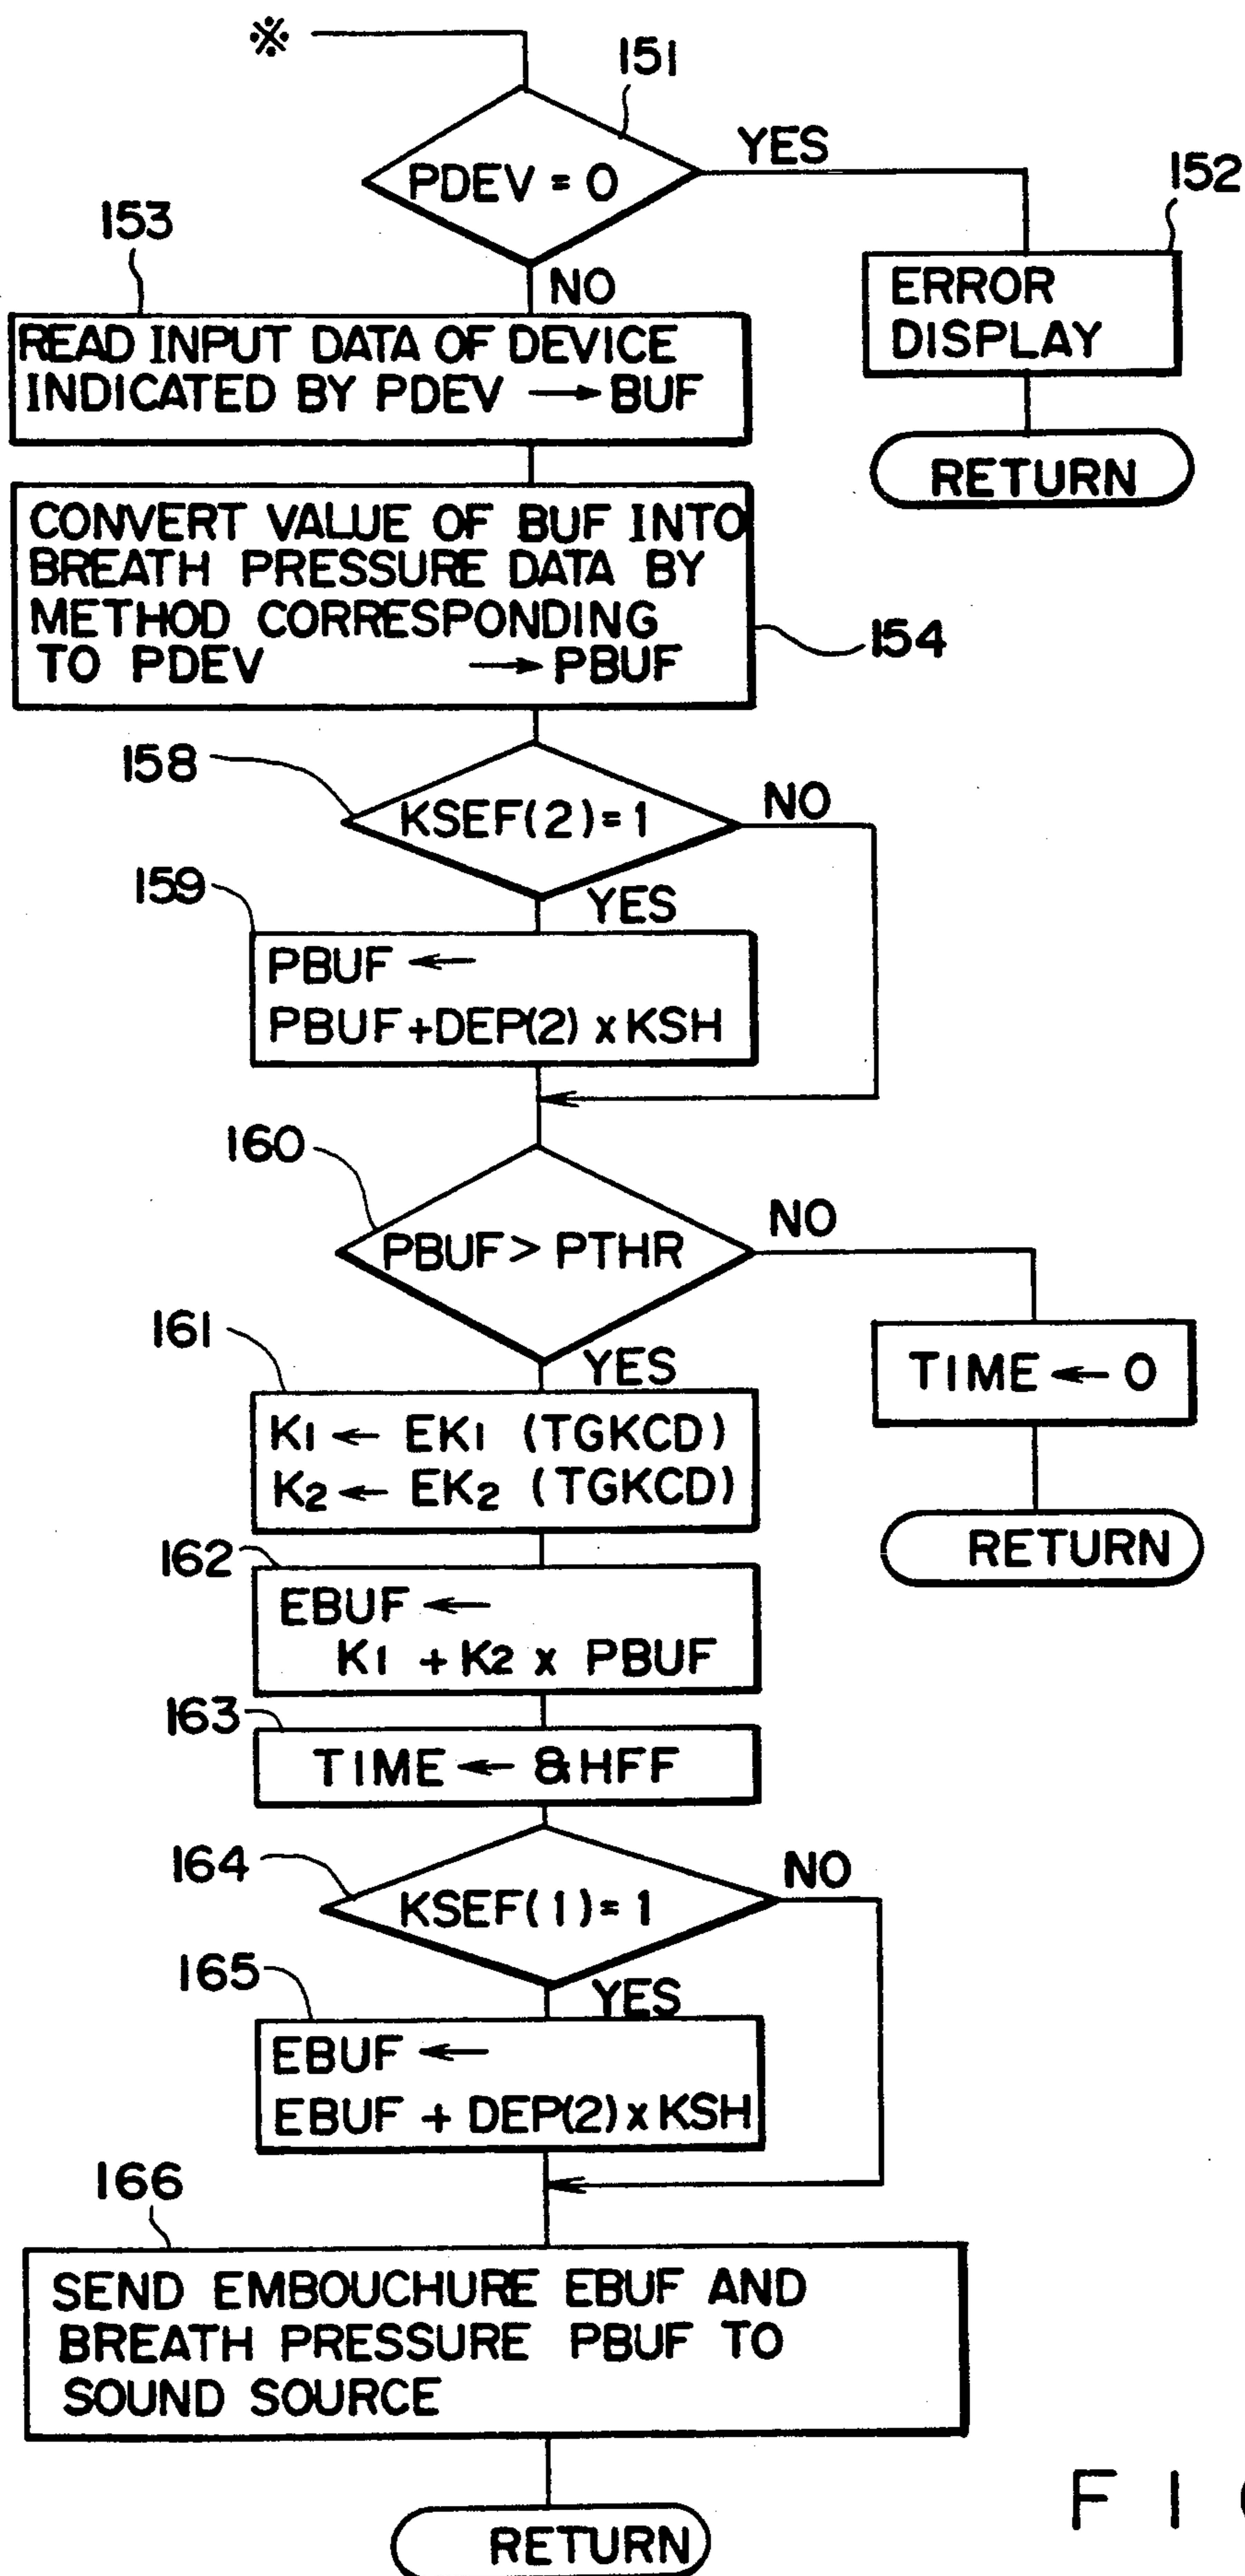 ※
151
PDEV = 0
YES
152
ERROR
DISPLAY
RETURN
153
NO
READ INPUT DATA OF DEVICE
INDICATED BY PDEV → BUF
CONVERT VALUE OF BUF INTO
BREATH PRESSURE DATA BY
METHOD CORRESPONDING
TO PDEV → PBUF
154
158
KSEF(2)=1
NO
159
YES
PBUF ←
PBUF+DEP(2) x KSH
160
PBUF > PTHR
NO
TIME ← 0
RETURN
161
YES
K1 ← EK1 (TGKCD)
K2 ← EK2 (TGKCD)
162
EBUF ←
K1 + K2 x PBUF
163
TIME ← &HFF
164
KSEF(1)=1
NO
165
YES
EBUF ←
EBUF + DEP(2) x KSH
166
SEND EMBOUCHURE EBUF AND
BREATH PRESSURE PBUF TO
SOUND SOURCE
RETURN
F I